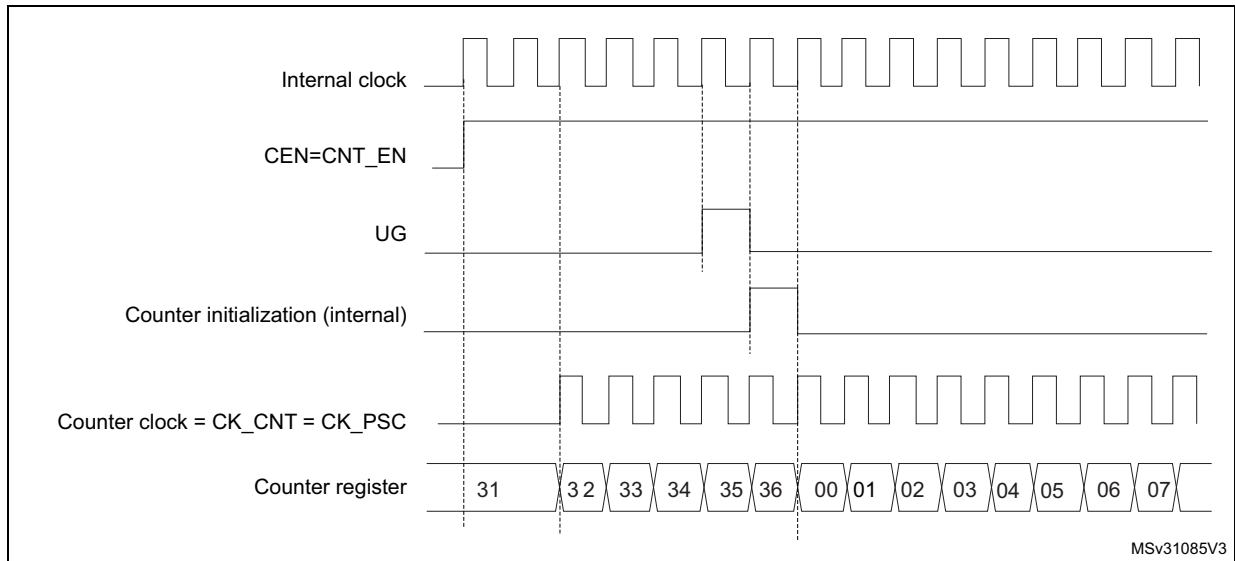 Internal clock
CEN=CNT_EN
UG
Counter initialization (internal)
Counter clock = CK_CNT = CK_PSC
Counter register 31 32 33 34 35 36 00 01 02 03 04 05 06 07
MSv31085V3